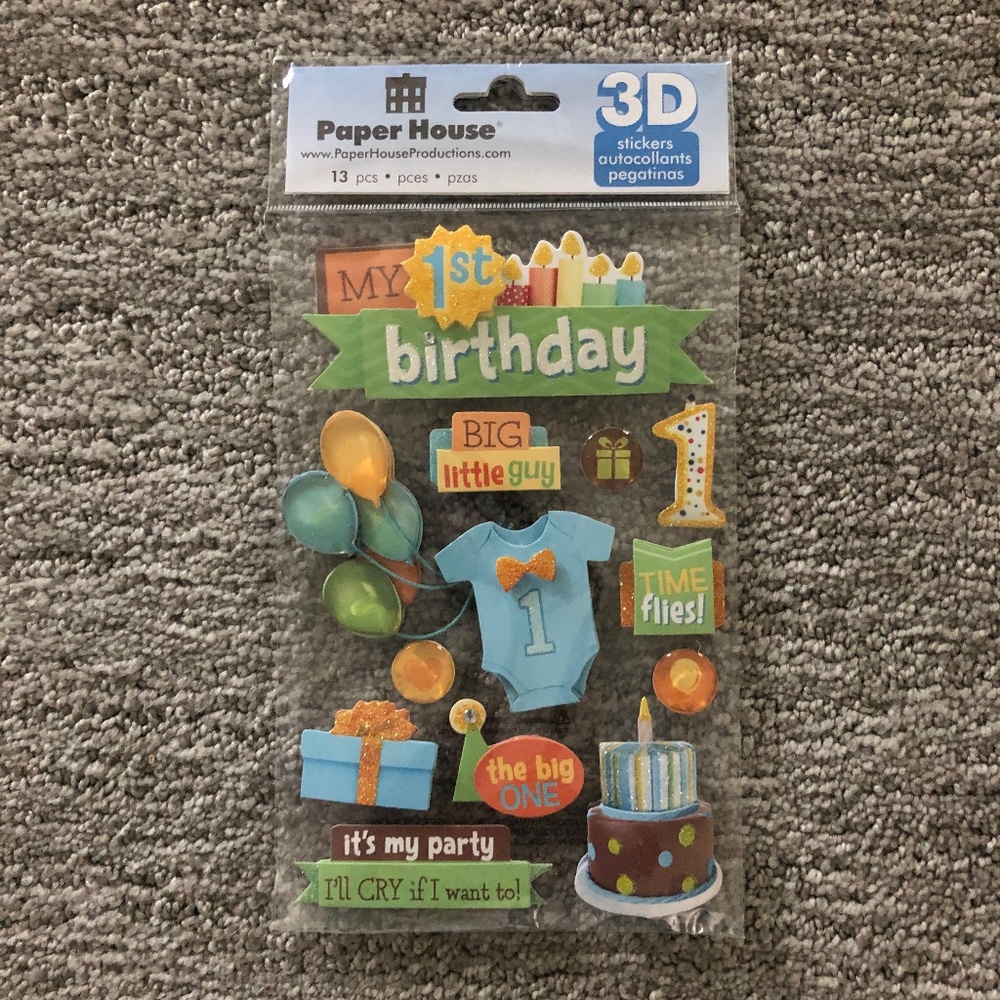 Paper House®
www.PaperHouseProductions.com
13 pcs • pces • pzas
3D
stickers
autocollants
pegatinas
MY 1st
birthday
BIG
little guy
1
1
TIME
flies!
the big
ONE
it's my party
I'll CRY if I want to!